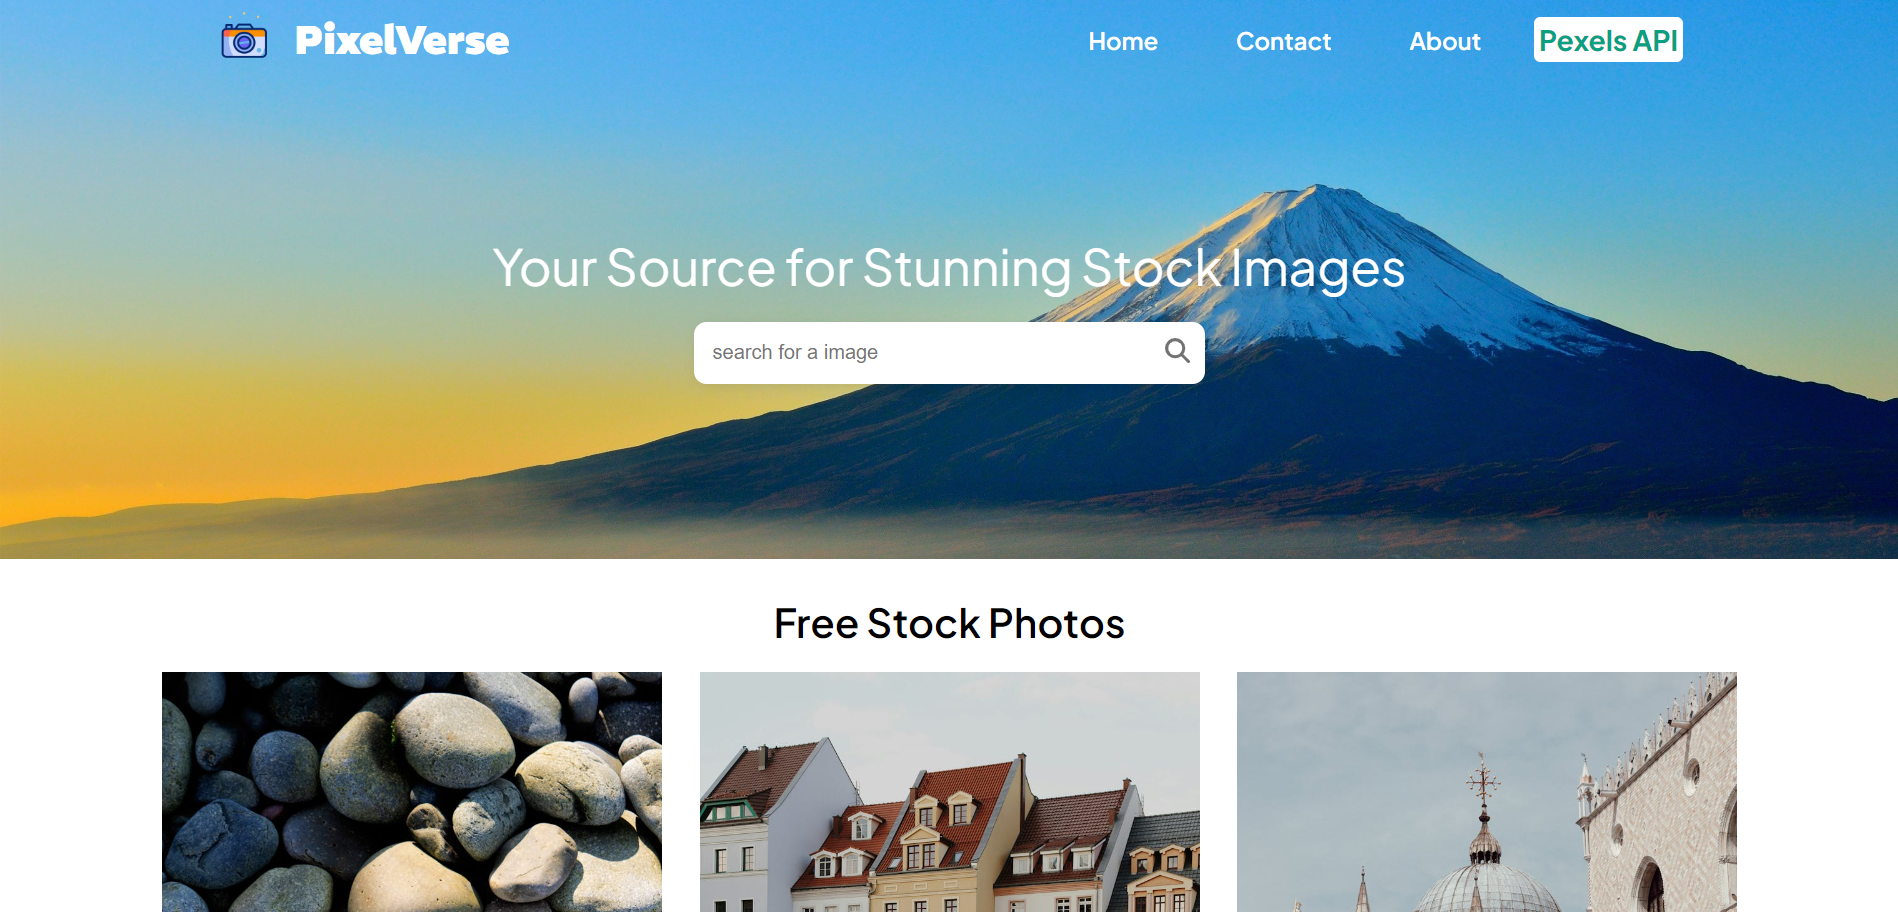 PixelVerse
Home
Contact
About
Pexels API
Your Source for Stunning Stock Images
search for a image
Free Stock Photos